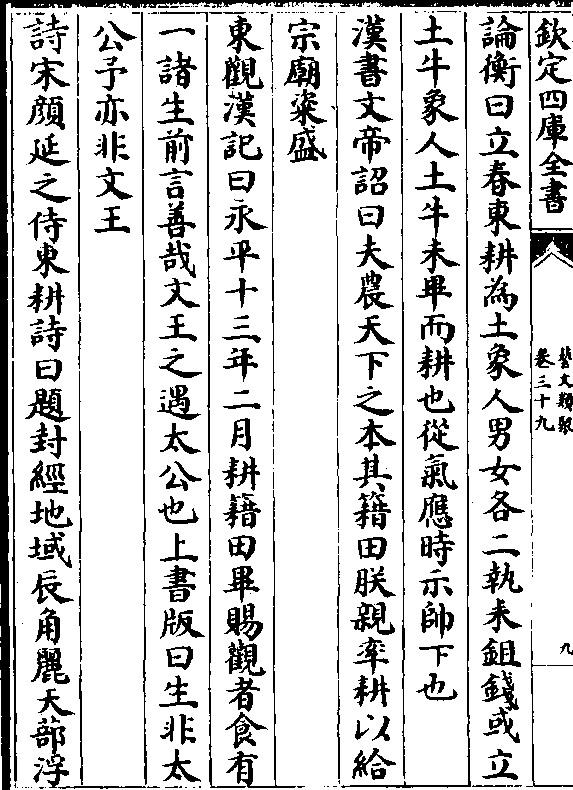 欽定四庫全書
藝文類聚
卷三十九
九
論衡曰立春東耕為土象人男女各二執耒鉏錢或立
土牛象人土牛未畢而耕也從氣應時示帥下也
漢書文帝詔曰夫農天下之本其籍田朕親率耕以給
宗廟粢盛
東觀漢記曰永平十三年二月耕籍田畢賜觀者食有
一諸生前言善哉文王之遇太公也上書版曰生非太
公予亦非文王
詩宋顔延之侍東耕詩曰題封經地域辰角麗天部浮